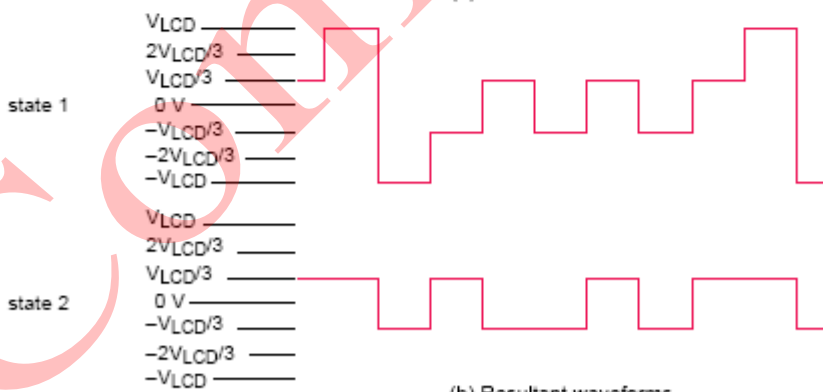 VLCD
2VLCD/3
VLCD/3
state 1
0 V
–VLCD/3
–2VLCD/3
–VLCD
VLCD
2VLCD/3
VLCD/3
state 2
0 V
–VLCD/3
–2VLCD/3
–VLCD
(b) Resultant waveforms